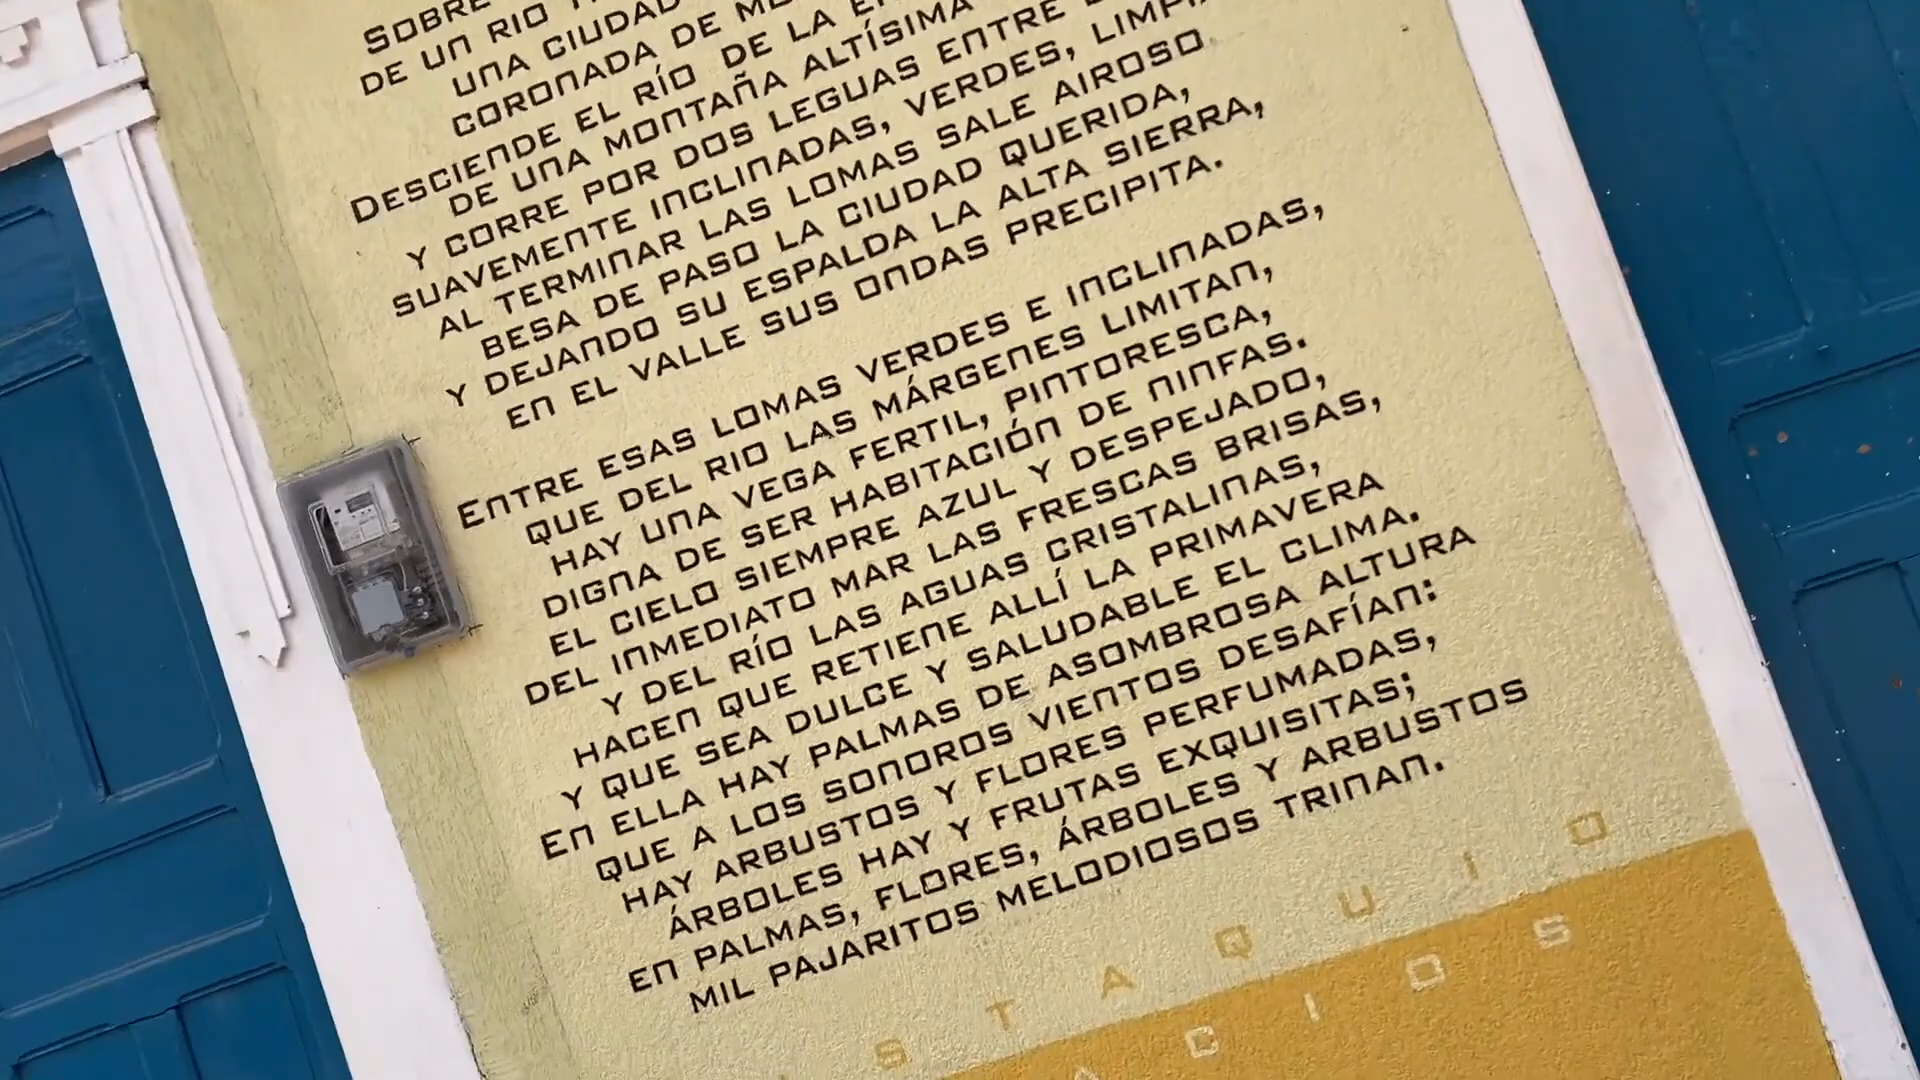 SOBRE
DE UN RIO
UNA CIUDAD
CORONADA DE
DESCIENDE EL RÍO DE LA
DE UNA MONTAÑA ALTÍSIMA
Y CORRE POR DOS LEGUAS ENTRE
SUAVEMENTE INCLINADAS, VERDES,
AL TERMINAR LAS LOMAS SALE AIROSO
BESA DE PASO LA CIUDAD QUERIDA,
Y DEJANDO SU ESPALDA LA ALTA SIERRA,
EN EL VALLE SUS ONDAS PRECIPITA.
ENTRE ESAS LOMAS VERDES E INCLINADAS,
QUE DEL RIO LAS MÁRGENES LIMITAN,
HAY UNA VEGA FERTIL, PINTORESCA,
DIGNA DE SER HABITACIÓN DE NINFAS.
EL CIELO SIEMPRE AZUL Y DESPEJADO,
DEL INMEDIATO MAR LAS FRESCAS BRISAS,
Y DEL RÍO LAS AGUAS CRISTALINAS,
HACEN QUE RETIENE ALLÍ LA PRIMAVERA
Y QUE SEA DULCE Y SALUDABLE EL CLIMA.
EN ELLA HAY PALMAS DE ASOMBROSA ALTURA
QUE A LOS SONOROS VIENTOS DESAFÍAN:
HAY ARBUSTOS Y FLORES PERFUMADAS,
ÁRBOLES HAY Y FRUTAS EXQUISITAS;
EN PALMAS, FLORES, ÁRBOLES Y ARBUSTOS
MIL PAJARITOS MELODIOSOS TRINAN.
STAQUIO
ACIOS